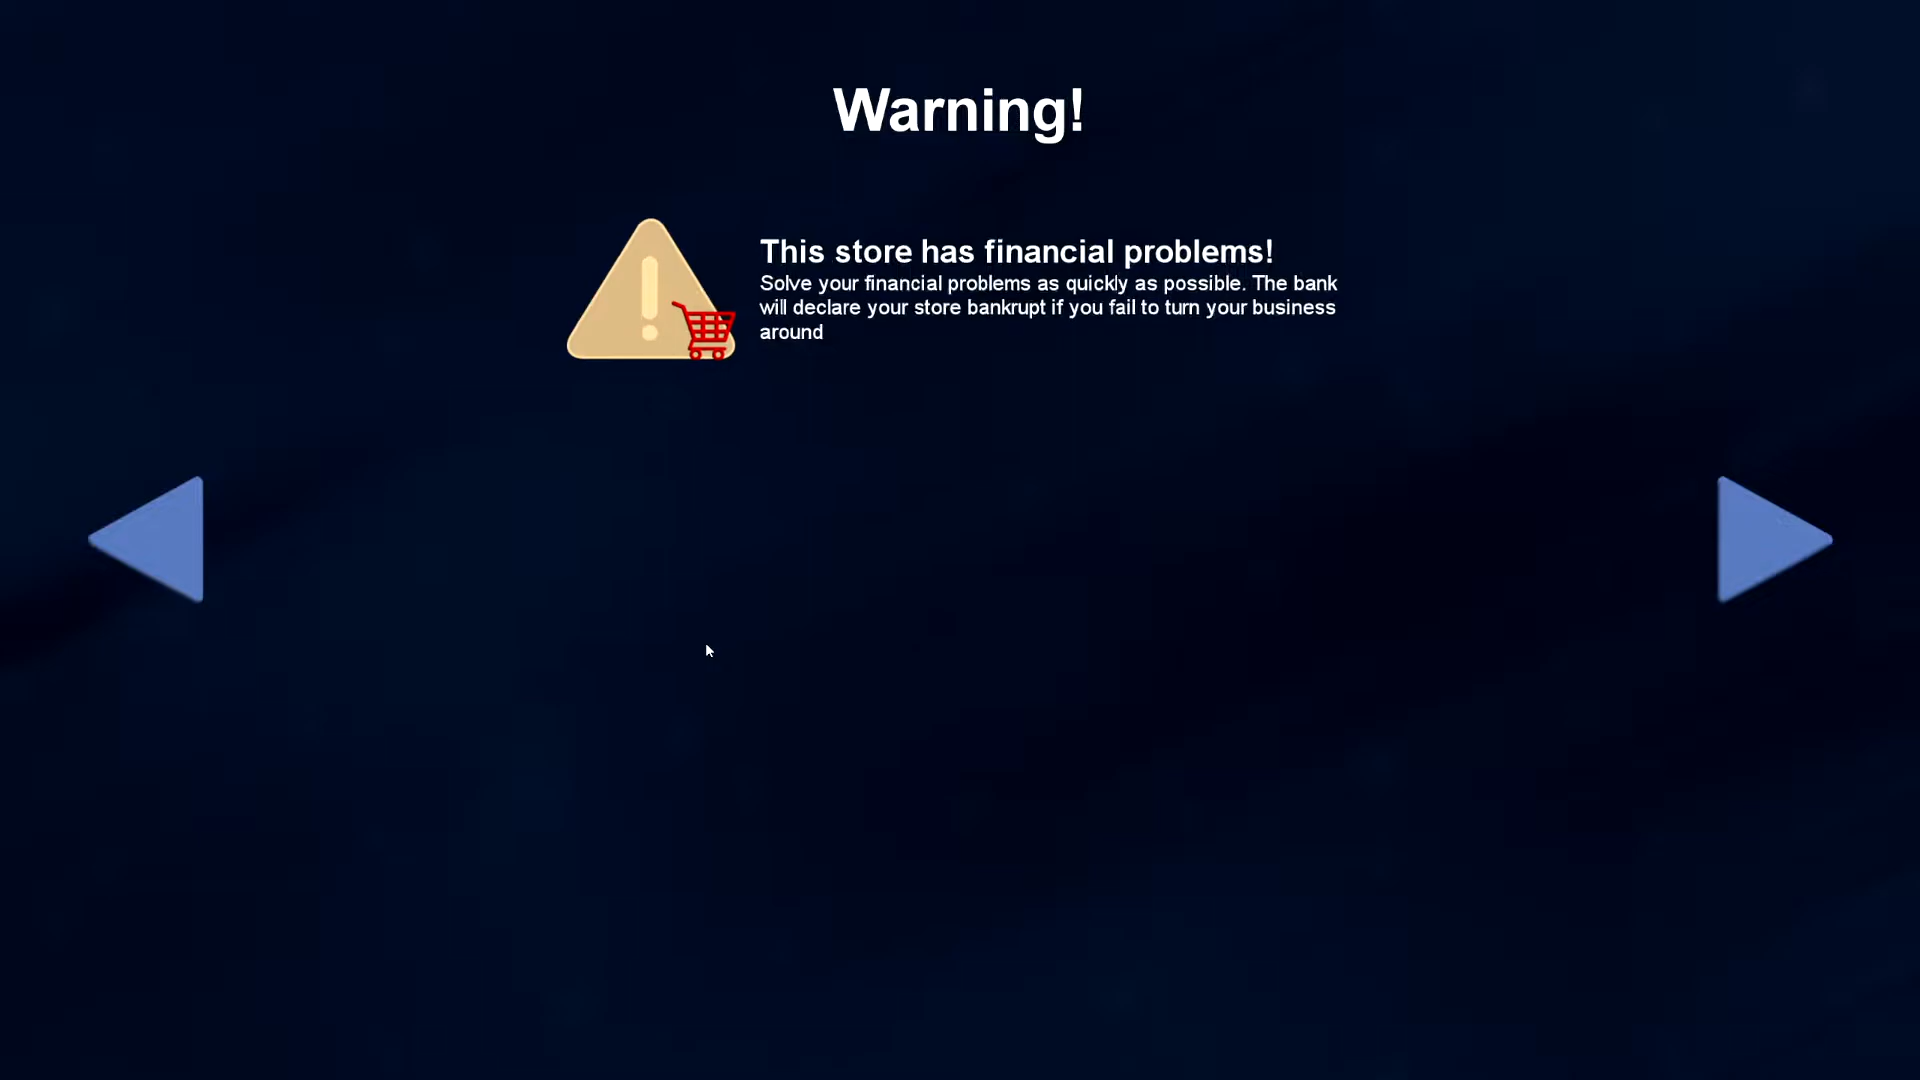 Warning!
This store has financial problems!
Solve your financial problems as quickly as possible. The bank
will declare your store bankrupt if you fail to turn your business
around